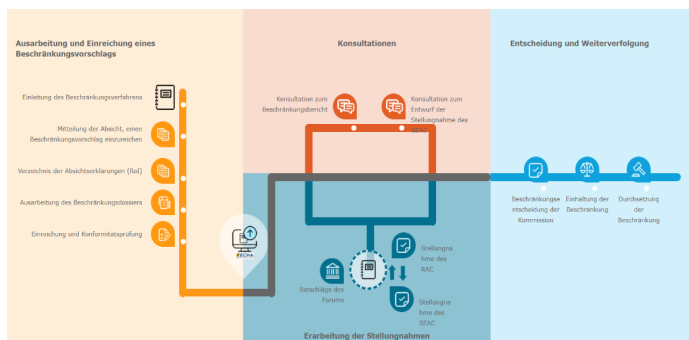 Ausarbeitung und Einreichung eines
Beschränkungsvorschlags
Einleitung des Beschränkungsverfahrens
Mitteilung der Absicht, einen
Beschränkungsvorschlag einzureichen
Verzeichnis der Absichtserklärungen (RoI)
Ausarbeitung des Beschränkungsdossiers
Einreichung und Konformitätsprüfung
ECHA
Konsultationen
Konsultation zum
Beschränkungsbericht
Konsultation zum
Entwurf der
Stellungnahme des
SEAC
Ratschläge des
Forums
Stellungna
hme des
RAC
Stellungna
hme des
SEAC
Erarbeitung der Stellungnahmen
Entscheidung und Weiterverfolgung
Beschränkungse
ntscheidung der
Kommission
Einhaltung der
Beschränkung
Durchsetzung
der
Beschränkung